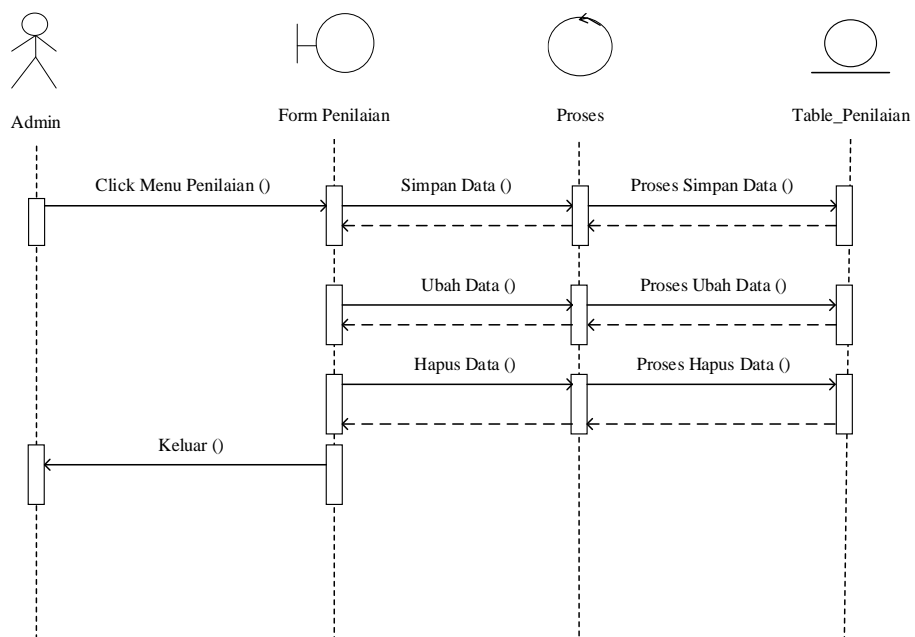 Admin
Form Penilaian
Proses
Table_Penilaian
Click Menu Penilaian ()
Simpan Data ()
Proses Simpan Data ()
Ubah Data ()
Proses Ubah Data ()
Hapus Data ()
Proses Hapus Data ()
Keluar ()